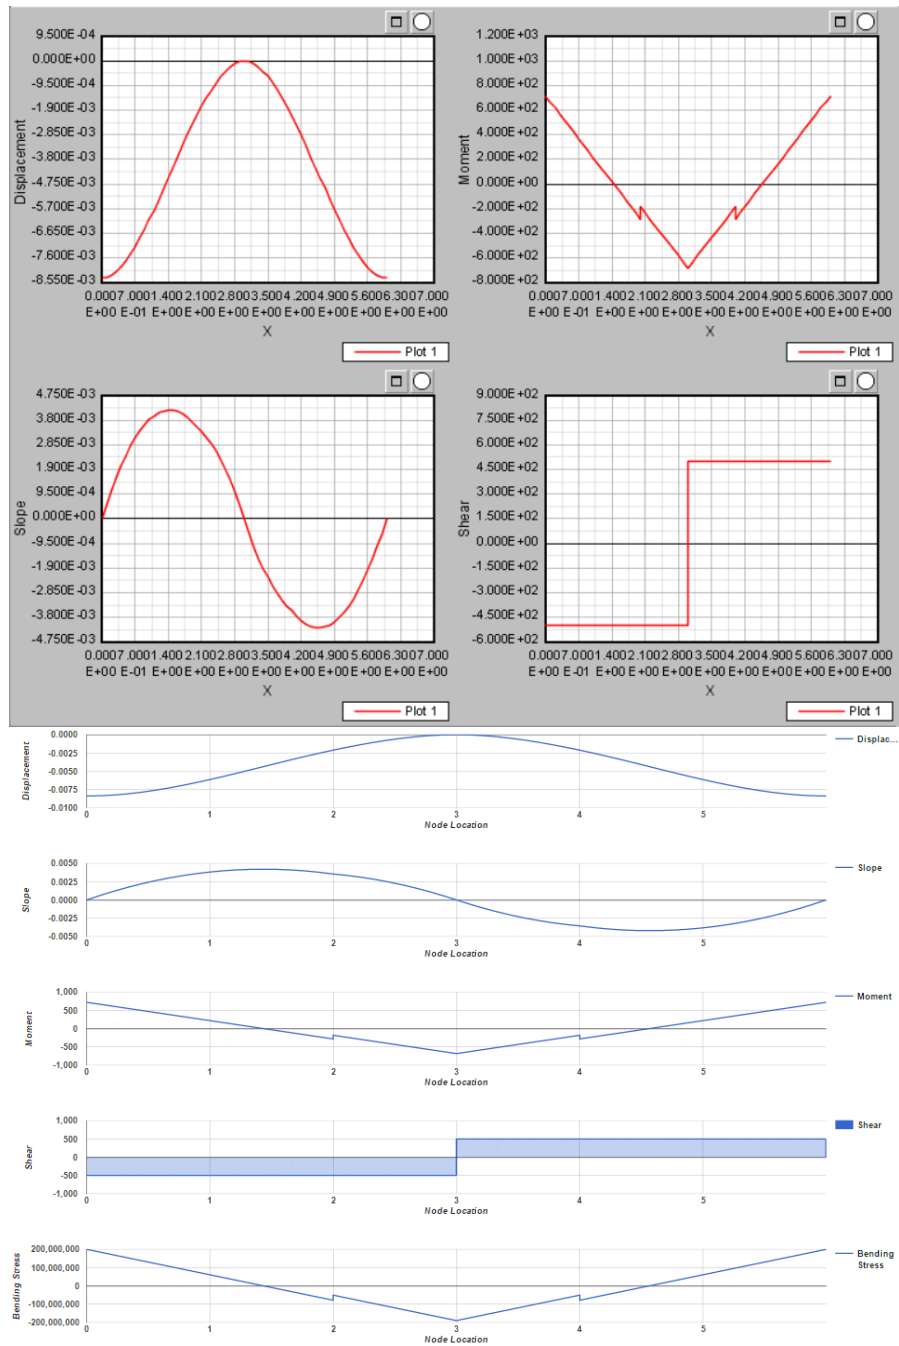 9.500E-04
0.000E+00
-9.500E-04
-1.900E-03
-2.850E-03
-3.800E-03
-4.750E-03
-5.700E-03
-6.650E-03
-7.600E-03
-8.550E-03
Displacement
0.0007.0001.4002.1002.8003.5004.2004.9005.6006.3007.000
E+00 E-01 E+00 E+00 E+00 E+00 E+00 E+00 E+00 E+00 E+00
X
Plot 1
1.200E+03
1.000E+03
8.000E+02
6.000E+02
4.000E+02
2.000E+02
0.000E+00
-2.000E+02
-4.000E+02
-6.000E+02
-8.000E+02
Moment
0.0007.0001.4002.1002.8003.5004.2004.9005.6006.3007.000
E+00 E-01 E+00 E+00 E+00 E+00 E+00 E+00 E+00 E+00 E+00
X
Plot 1
4.750E-03
3.800E-03
2.850E-03
1.900E-03
9.500E-04
0.000E+00
-9.500E-04
-1.900E-03
-2.850E-03
-3.800E-03
-4.750E-03
Slope
0.0007.0001.4002.1002.8003.5004.2004.9005.6006.3007.000
E+00 E-01 E+00 E+00 E+00 E+00 E+00 E+00 E+00 E+00 E+00
X
Plot 1
9.000E+02
7.500E+02
6.000E+02
4.500E+02
3.000E+02
1.500E+02
0.000E+00
-1.500E+02
-3.000E+02
-4.500E+02
-6.000E+02
Shear
0.0007.0001.4002.1002.8003.5004.2004.9005.6006.3007.000
E+00 E-01 E+00 E+00 E+00 E+00 E+00 E+00 E+00 E+00 E+00
X
Plot 1
0.0000
-0.0025
-0.0050
-0.0075
-0.0100
Displacement
0 1 2 3 4 5
Node Location
Displac...
0.0050
0.0025
0.0000
-0.0025
-0.0050
Slope
0 1 2 3 4 5
Node Location
Slope
1,000
500
0
-500
-1,000
Moment
0 1 2 3 4 5
Node Location
Moment
1,000
500
0
-500
-1,000
Shear
0 1 2 3 4 5
Node Location
Shear
200,000,000
100,000,000
0
-100,000,000
-200,000,000
Bending Stress
0 1 2 3 4 5
Node Location
Bending
Stress